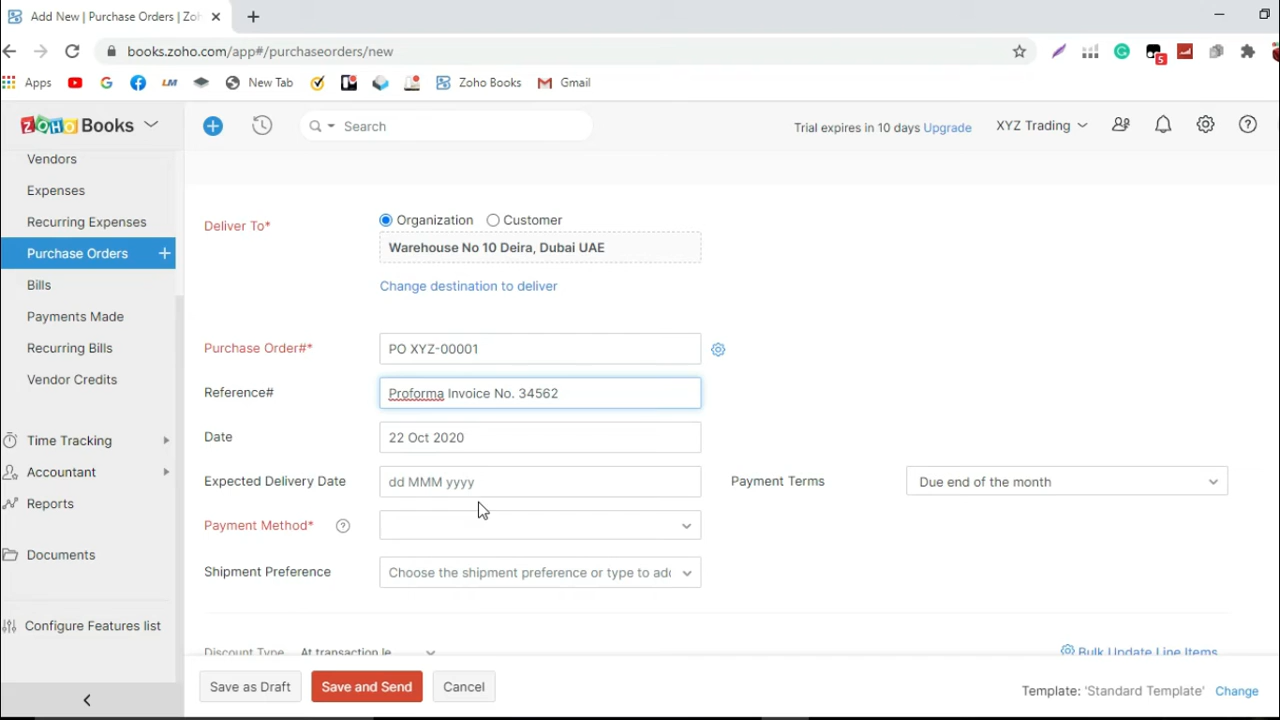 Add New | Purchase Orders | Zoh
books.zoho.com/app#/purchaseorders/new
5
Apps
LM
New Tab
Zoho Books
Gmail
ZOHO Books
Search
Trial expires in 10 days Upgrade
XYZ Trading
Vendors
Expenses
Recurring Expenses
Purchase Orders
Bills
Payments Made
Recurring Bills
Vendor Credits
Time Tracking
Accountant
Reports
Documents
Configure Features list
Deliver To*
Organization
Customer
Warehouse No 10 Deira, Dubai UAE
Change destination to deliver
Purchase Order#*
PO XYZ-00001
Reference#
Proforma Invoice No. 34562
Date
22 Oct 2020
Expected Delivery Date
dd MMM yyyy
Payment Terms
Due end of the month
Payment Method*
Shipment Preference
Choose the shipment preference or type to add
Discount Type
At transaction le
Bulk Update Line Items
Save as Draft
Save and Send
Cancel
Template: 'Standard Template' Change